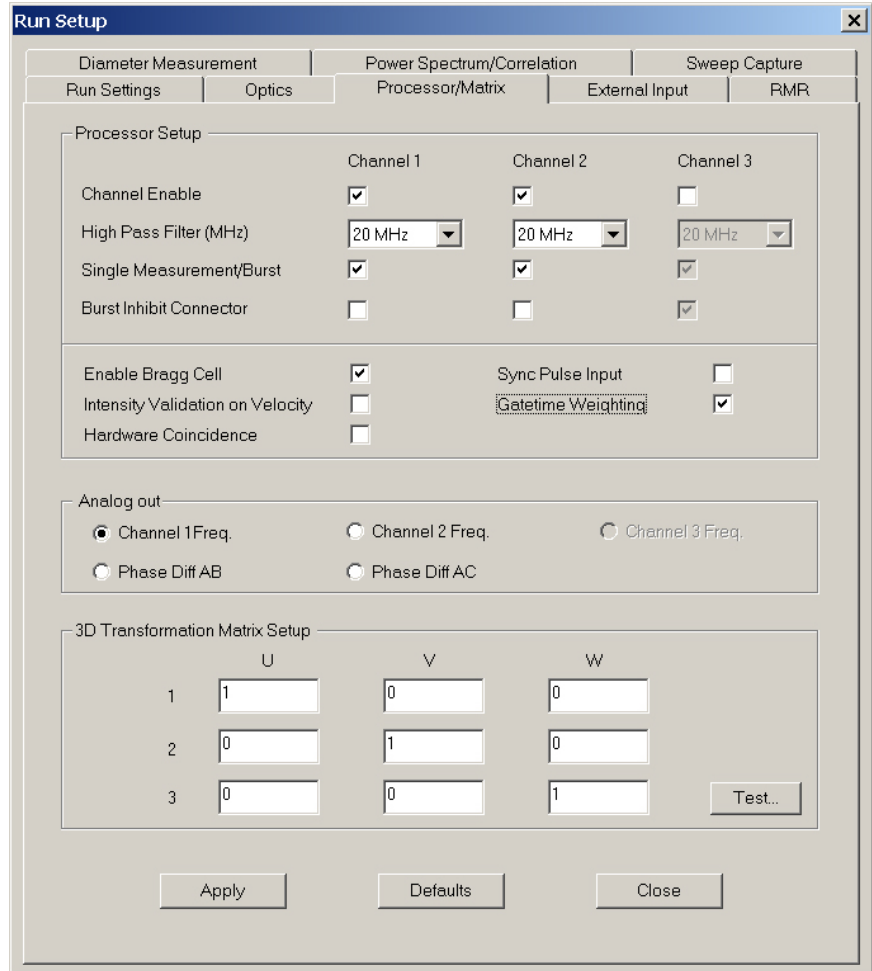 Run Setup
Diameter Measurement Power Spectrum/Correlation Sweep Capture
Run Settings Optics Processor/Matrix External Input RMR
Processor Setup
Channel 1 Channel 2 Channel 3
Channel Enable
High Pass Filter (MHz) 20 MHz 20 MHz 20 MHz
Single Measurement/Burst
Burst Inhibit Connector
Enable Bragg Cell Sync Pulse Input
Intensity Validation on Velocity Gatetime Weighting
Hardware Coincidence
Analog out
Channel 1Freq. Channel 2 Freq. Channel 3 Freq.
Phase Diff AB Phase Diff AC
3D Transformation Matrix Setup
U V W
1 1 0 0
2 0 1 0
3 0 0 1 Test...
Apply Defaults Close